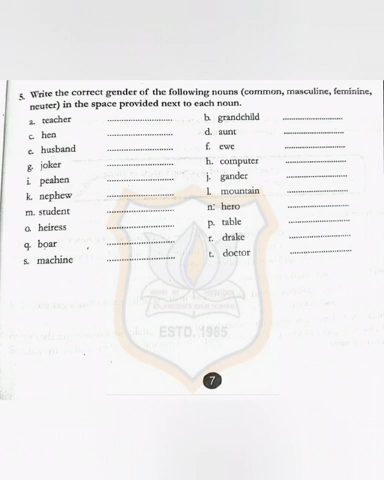 5. Write the correct gender of the following nouns (common, masculine, feminine,
neuter) in the space provided next to each noun.
a. teacher ........................ b. grandchild ........................
c. hen ........................ d. aunt ........................
e. husband ........................ f. ewe ........................
g. joker ........................ h. computer ........................
i. peahen ........................ j. gander ........................
k. nephew ........................ l. mountain ........................
m. student ........................ n. hero ........................
o. heiress ........................ p. table ........................
q. boar ........................ r. drake ........................
s. machine ........................ t. doctor ........................
ESTD. 1985
7